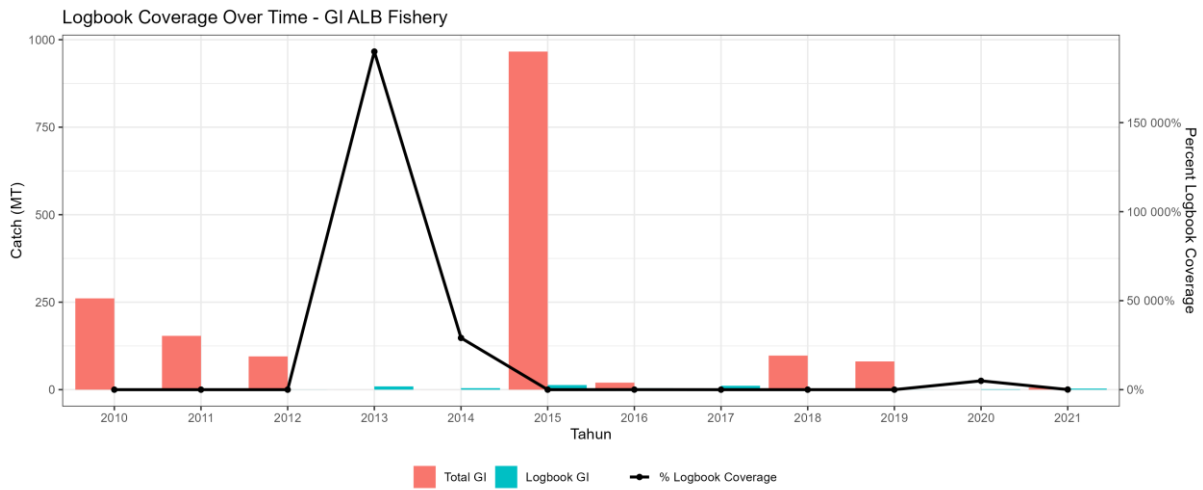 Logbook Coverage Over Time - GI ALB Fishery
Catch (MT)
1000
750
500
250
0
150 000%
100 000%
50 000%
0%
Percent Logbook Coverage
2010 2011 2012 2013 2014 2015 2016 2017 2018 2019 2020 2021
Tahun
Total GI Logbook GI % Logbook Coverage